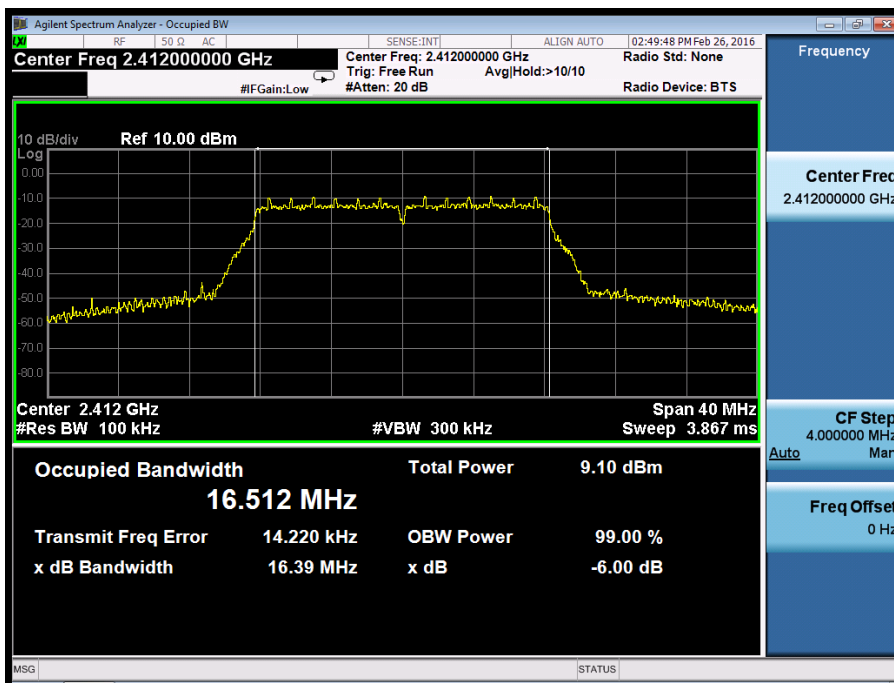 Agilent Spectrum Analyzer - Occupied BW
LXI RF 50 Ω AC SENSE:INT ALIGN AUTO 02:49:48 PM Feb 26, 2016
Center Freq 2.412000000 GHz
Center Freq: 2.412000000 GHz Radio Std: None
Trig: Free Run Avg|Hold:>10/10
#IFGain:Low #Atten: 20 dB Radio Device: BTS
10 dB/div Ref 10.00 dBm
Log
0.00
-10.0
-20.0
-30.0
-40.0
-50.0
-60.0
-70.0
-80.0
Center 2.412 GHz Span 40 MHz
#Res BW 100 kHz #VBW 300 kHz Sweep 3.867 ms
Occupied Bandwidth Total Power 9.10 dBm
16.512 MHz
Transmit Freq Error 14.220 kHz OBW Power 99.00 %
x dB Bandwidth 16.39 MHz x dB -6.00 dB
MSG STATUS
Frequency
Center Freq
2.412000000 GHz
CF Step
4.000000 MHz
Auto Man
Freq Offset
0 Hz